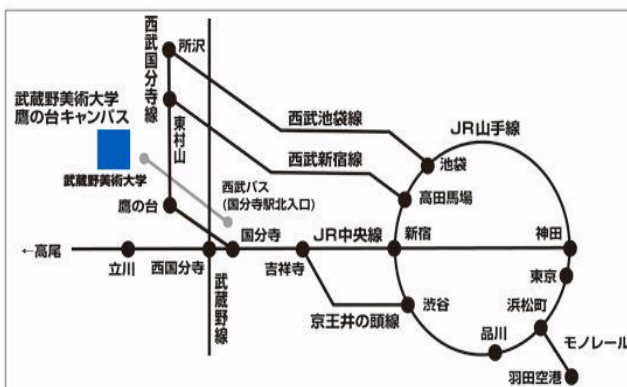 西武国分寺線
所沢
武蔵野美術大学
鷹の台キャンパス
西武池袋線
JR山手線
東村山
西武新宿線
池袋
武蔵野美術大学
西武バス
(国分寺駅北入口)
高田馬場
鷹の台
国分寺
JR中央線
新宿
神田
←高尾
立川
西国分寺
武蔵野線
吉祥寺
東京
京王井の頭線
渋谷
浜松町
品川
モノレール
羽田空港